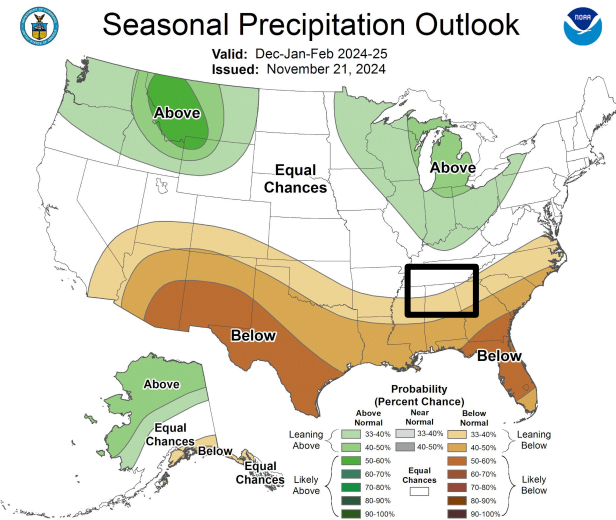 Seasonal Precipitation Outlook
NOAA
Valid: Dec-Jan-Feb 2024-25
Issued: November 21, 2024
Above
Equal
Chances
Above
Below
Below
Above
Equal
Chances
Below
Equal
Chances
Probability
(Percent Chance)
Above
Normal
Near
Normal
Below
Normal
Leaning
Above
33-40%
40-50%
Likely
Above
50-60%
60-70%
70-80%
80-90%
90-100%
33-40%
40-50%
Equal
Chances
33-40%
40-50%
Leaning
Below
50-60%
60-70%
70-80%
80-90%
90-100%
Likely
Below